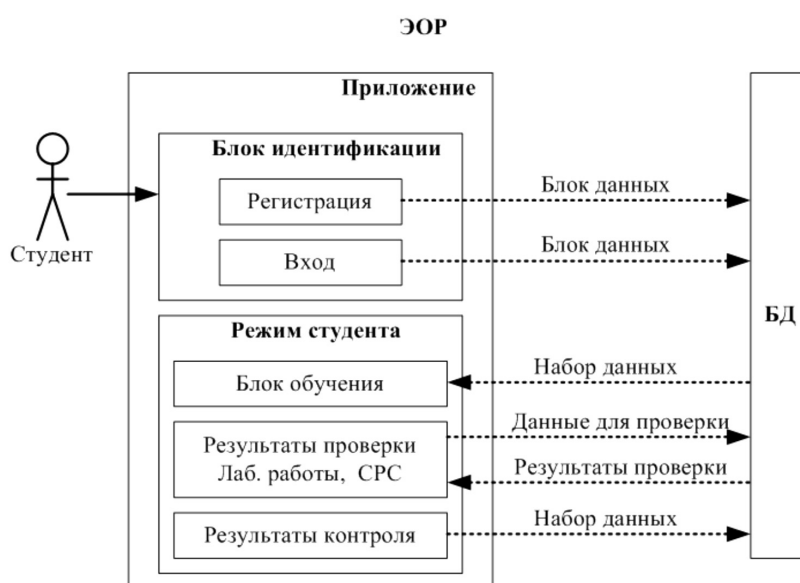 ЭОР
Приложение
Блок идентификации
Регистрация
Блок данных
Вход
Блок данных
Студент
БД
Режим студента
Блок обучения
Набор данных
Результаты проверки
Лаб. работы, СРС
Данные для проверки
Результаты проверки
Результаты контроля
Набор данных